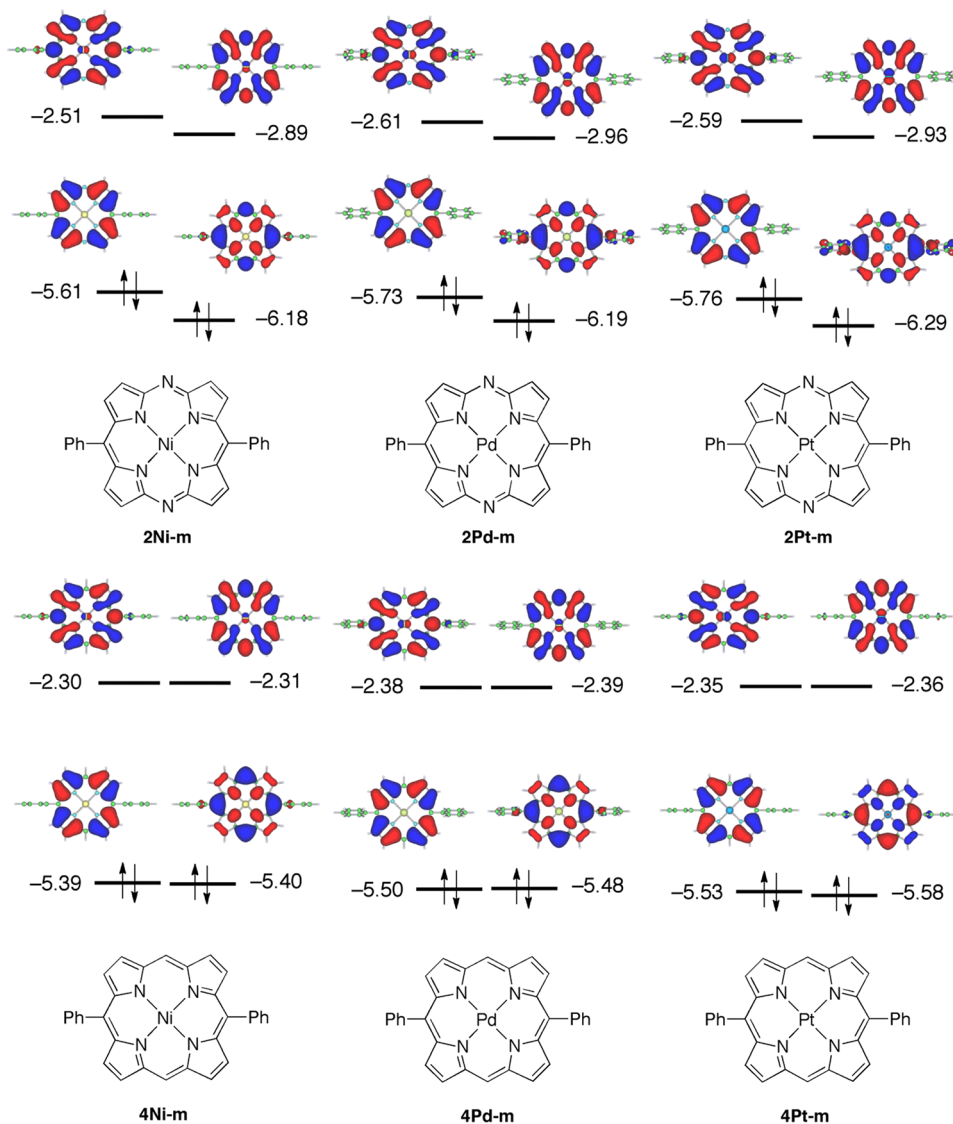 −2.51 −2.89 −2.61 −2.96 −2.59 −2.93
−5.61 −6.18 −5.73 −6.19 −5.76 −6.29
N N N
N N N N N N
Ph Ni Ph Ph Pd Ph Ph Pt Ph
N N N N N N
N N N
2Ni-m 2Pd-m 2Pt-m
−2.30 −2.31 −2.38 −2.39 −2.35 −2.36
−5.39 −5.40 −5.50 −5.48 −5.53 −5.58
N N N N N N
Ph Ni Ph Ph Pd Ph Ph Pt Ph
N N N N N N
4Ni-m 4Pd-m 4Pt-m